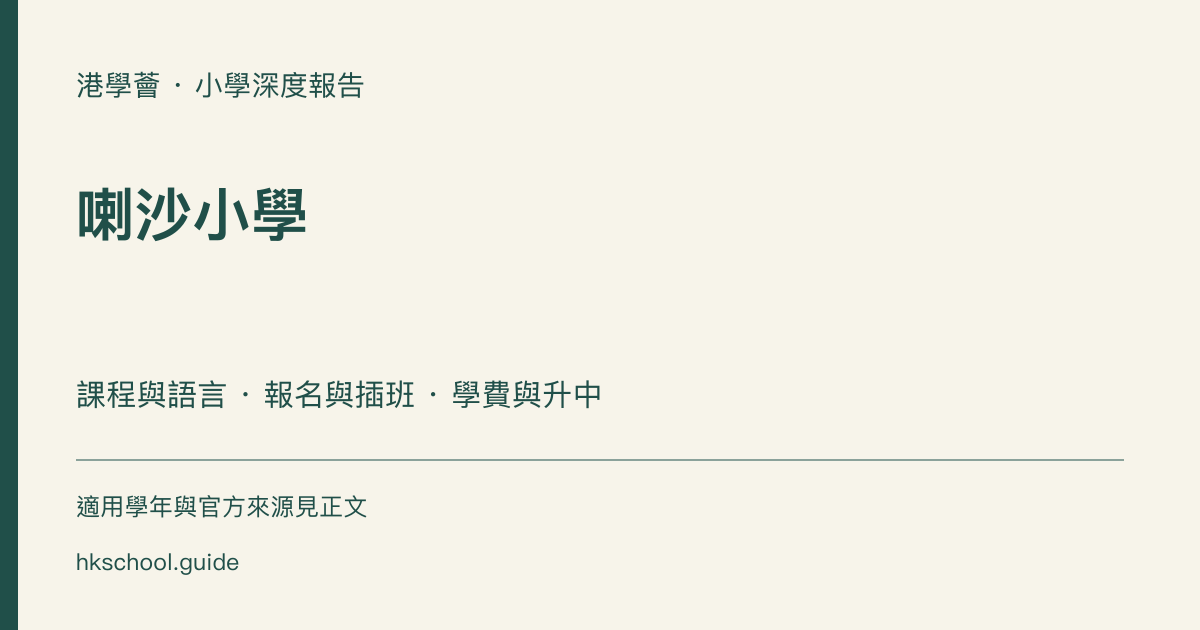 港學薈 · 小學深度報告
喇沙小學
課程與語言 · 報名與插班 · 學費與升中
適用學年與官方來源見正文
hkschool.guide